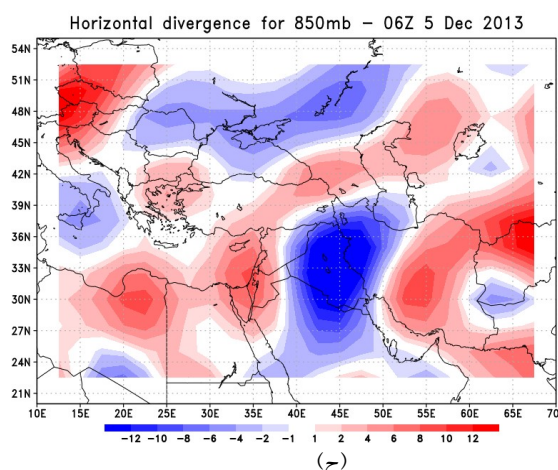 Horizontal divergence for 850mb – 06Z 5 Dec 2013
54N
51N
48N
45N
42N
39N
36N
33N
30N
27N
24N
21N
10E 15E 20E 25E 30E 35E 40E 45E 50E 55E 60E 65E 70E
−12 −10 −8 −6 −4 −2 −1 1 2 4 6 8 10 12
(ح)